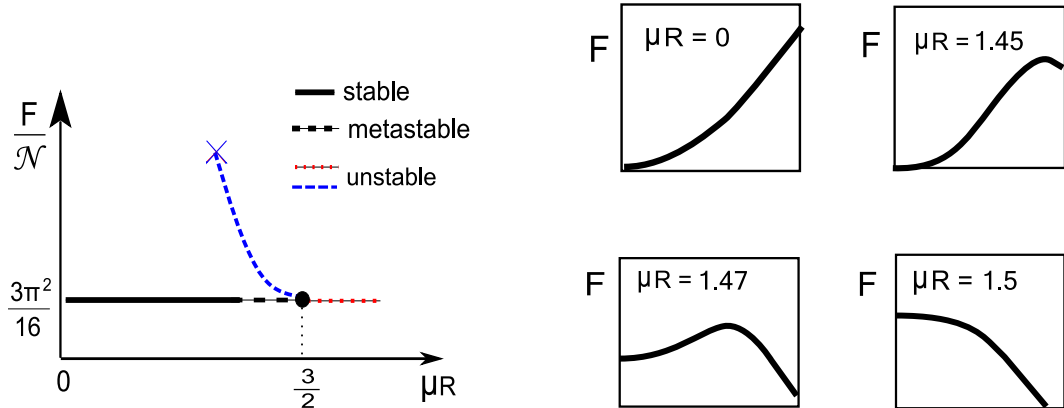 F
𝒩
stable
metastable
unstable
3π²
16
0
3
2
μR
F
μR = 0
F
μR = 1.45
F
μR = 1.47
F
μR = 1.5